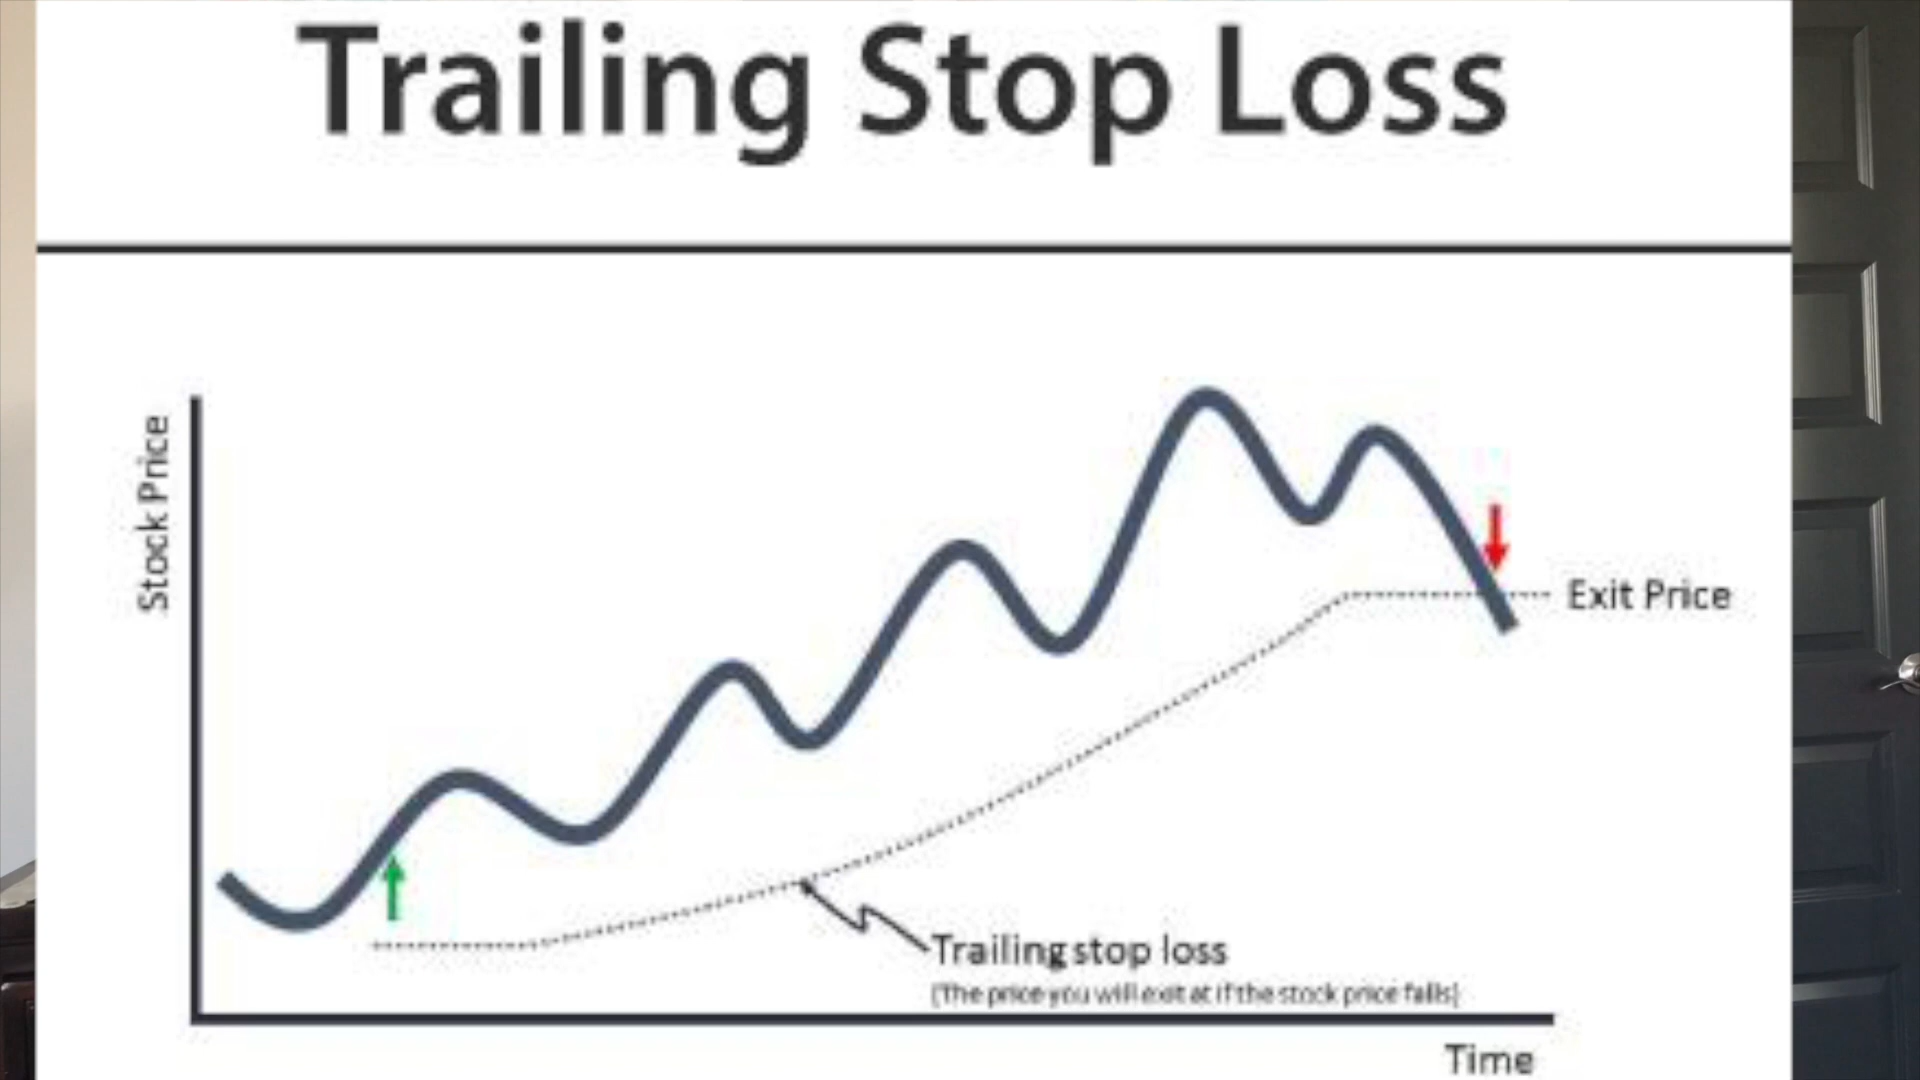 Trailing Stop Loss
Stock Price
Exit Price
Trailing stop loss
(The price you will exit at if the stock price falls)
Time